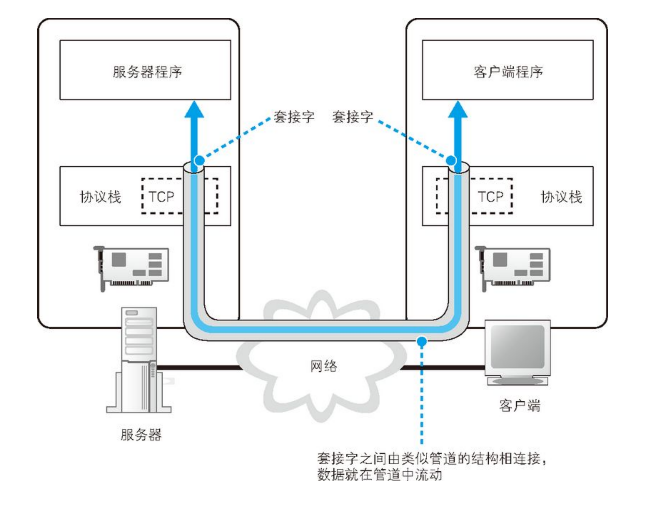 服务器程序
客户端程序
套接字
套接字
协议栈
TCP
TCP
协议栈
网络
服务器
客户端
套接字之间由类似管道的结构相连接，
数据就在管道中流动